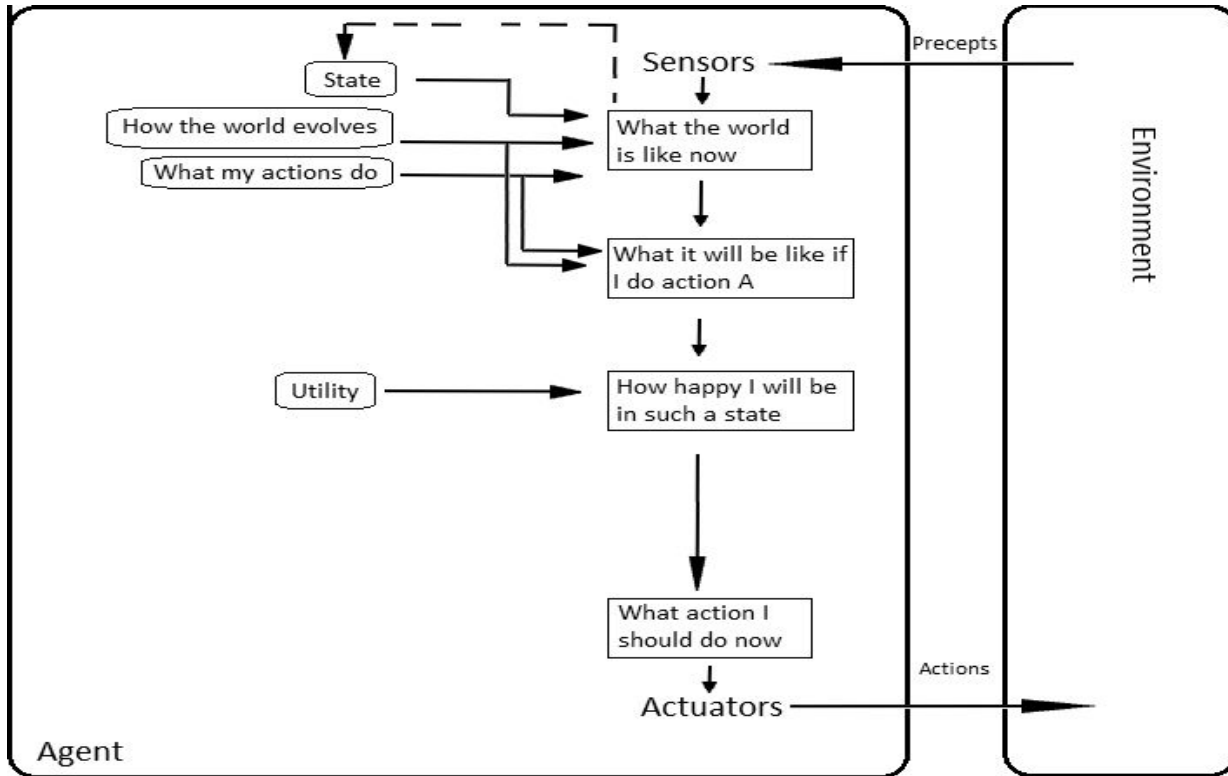 Precepts
Sensors
State
How the world evolves
What the world
is like now
What my actions do
Environment
What it will be like if
I do action A
Utility
How happy I will be
in such a state
What action I
should do now
Actions
Actuators
Agent